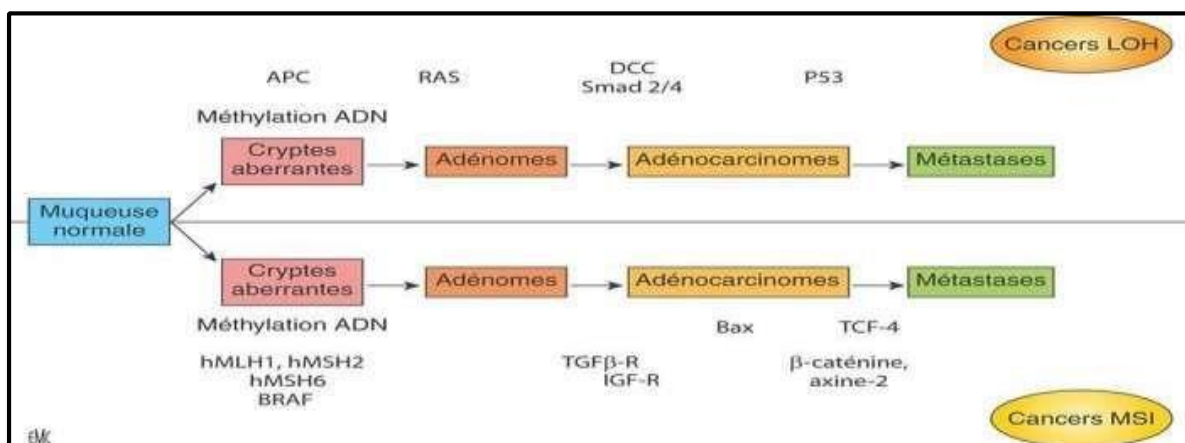 Cancers LOH
APC
RAS
DCC
Smad 2/4
P53
Méthylation ADN
Cryptes
aberrantes
Adénomes
Adénocarcinomes
Métastases
Muqueuse
normale
Cryptes
aberrantes
Adénomes
Adénocarcinomes
Métastases
Méthylation ADN
hMLH1, hMSH2
hMSH6
BRAF
TGFβ-R
IGF-R
Bax
TCF-4
β-caténine,
axine-2
Cancers MSI
EMC